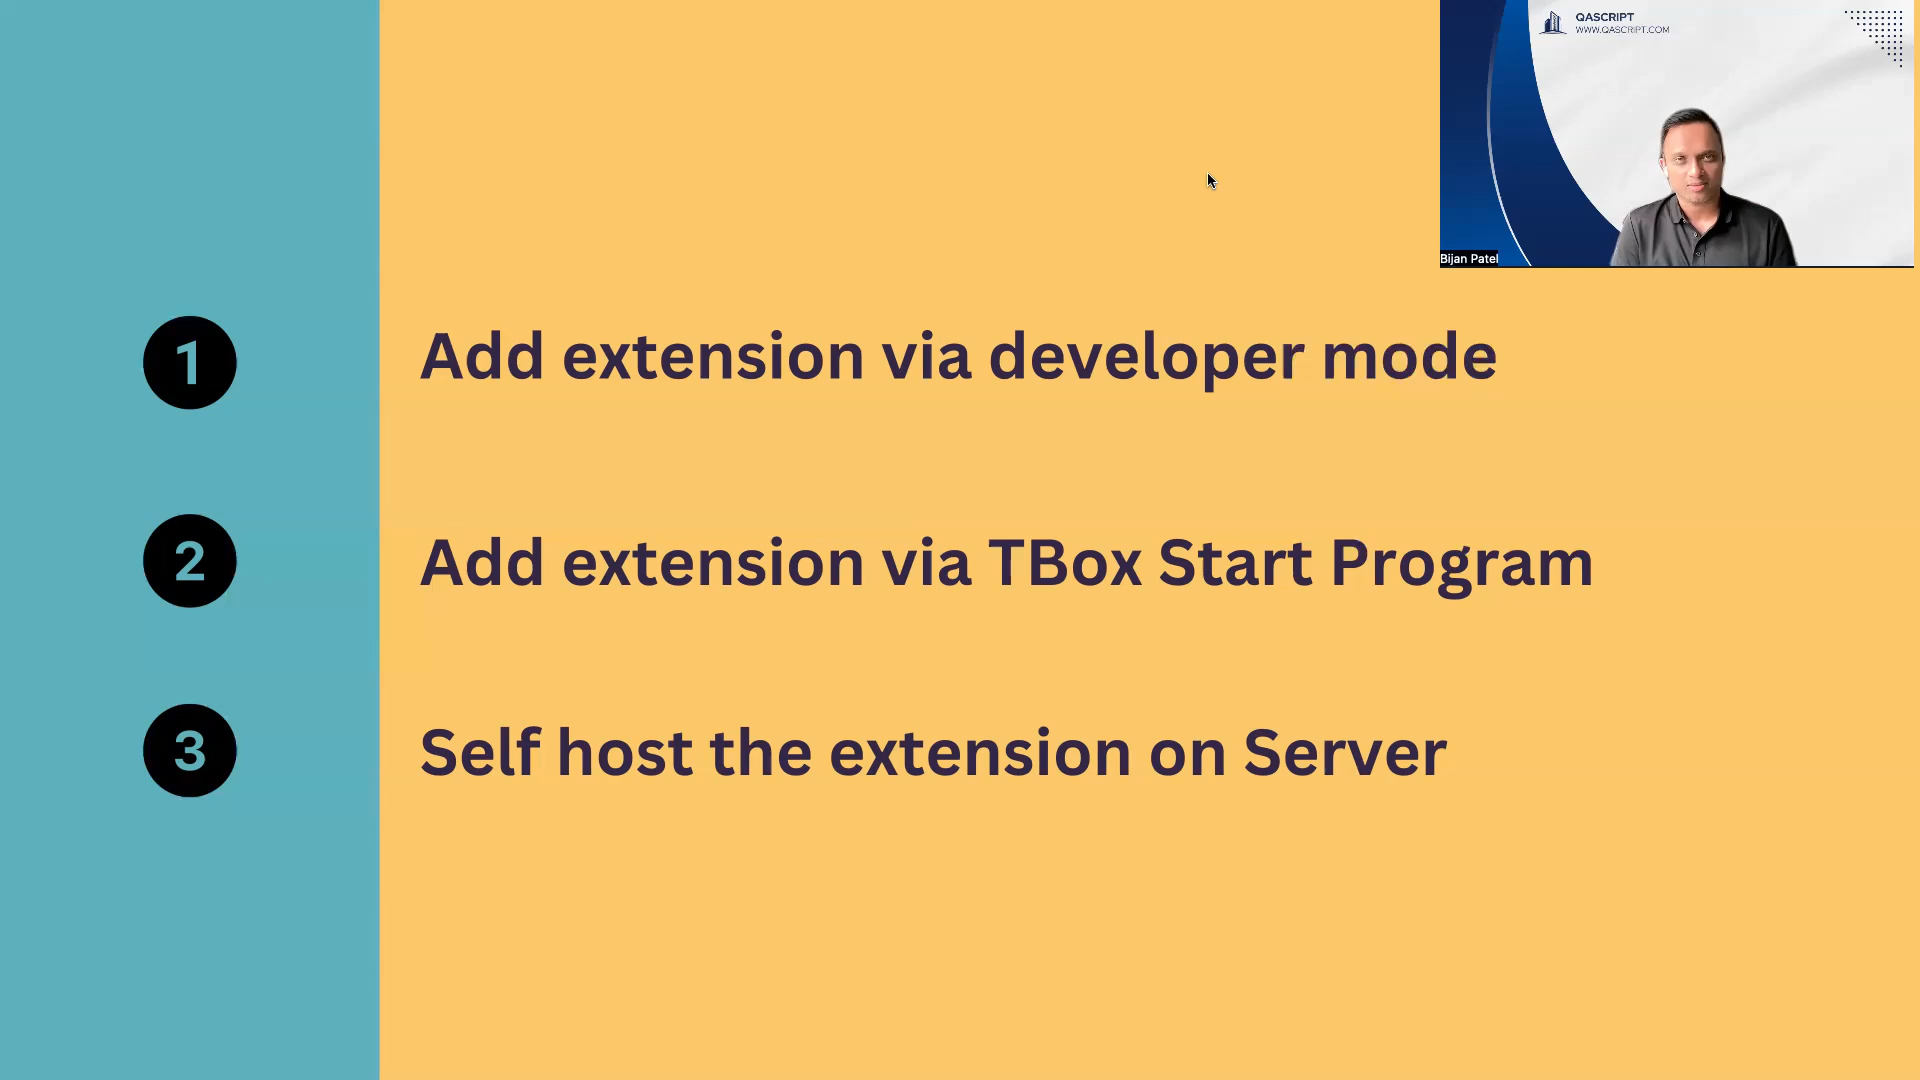 QASCRIPT
WWW.QASCRIPT.COM
Bijan Patel
1 Add extension via developer mode
2 Add extension via TBox Start Program
3 Self host the extension on Server